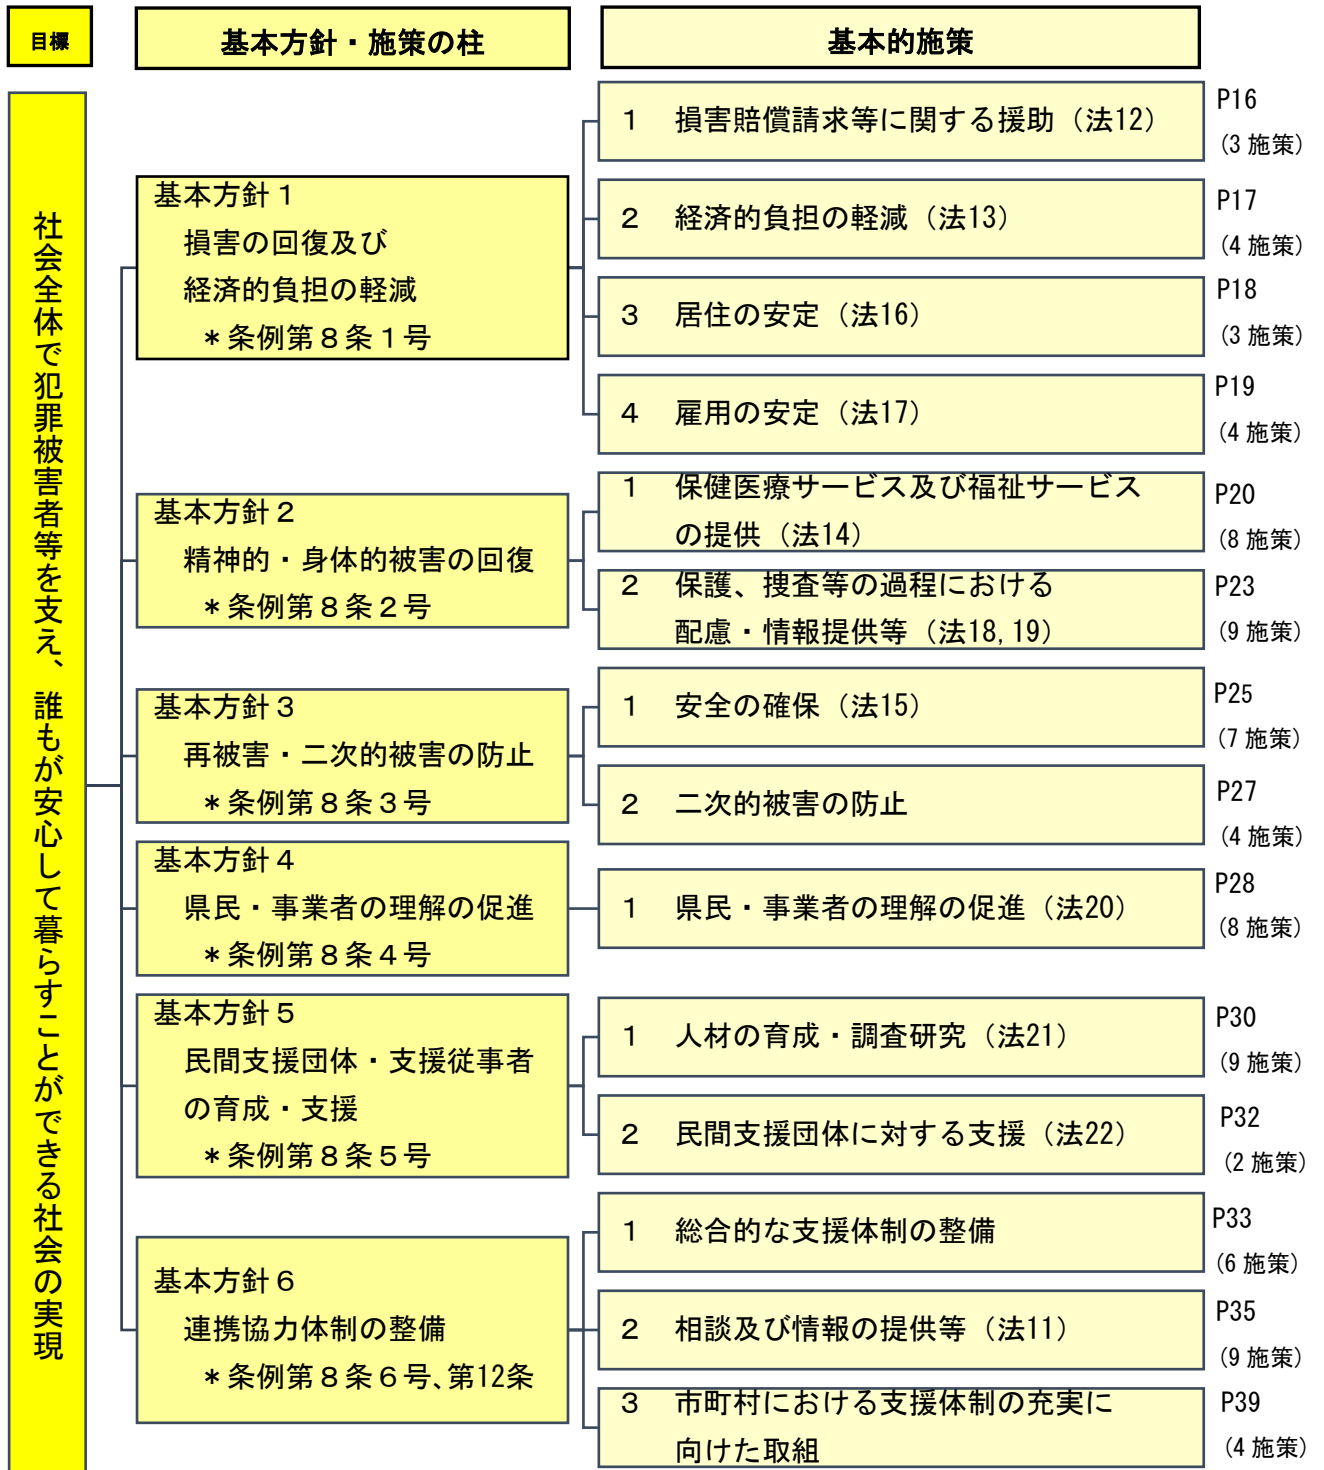 目標
基本方針・施策の柱
基本的施策
社会全体で犯罪被害者等を支え、誰もが安心して暮らすことができる社会の実現
基本方針１
損害の回復及び
経済的負担の軽減
＊条例第８条１号
1 損害賠償請求等に関する援助（法12）
P16
（3 施策）
2 経済的負担の軽減（法13）
P17
（4 施策）
3 居住の安定（法16）
P18
（3 施策）
4 雇用の安定（法17）
P19
（4 施策）
基本方針２
精神的・身体的被害の回復
＊条例第８条２号
1 保健医療サービス及び福祉サービス
の提供（法14）
P20
（8 施策）
2 保護、捜査等の過程における
配慮・情報提供等（法18,19）
P23
（9 施策）
基本方針３
再被害・二次的被害の防止
＊条例第８条３号
1 安全の確保（法15）
P25
（7 施策）
2 二次的被害の防止
P27
（4 施策）
基本方針４
県民・事業者の理解の促進
＊条例第８条４号
1 県民・事業者の理解の促進（法20）
P28
（8 施策）
基本方針５
民間支援団体・支援従事者
の育成・支援
＊条例第８条５号
1 人材の育成・調査研究（法21）
P30
（9 施策）
2 民間支援団体に対する支援（法22）
P32
（2 施策）
基本方針６
連携協力体制の整備
＊条例第８条６号、第12条
1 総合的な支援体制の整備
P33
（6 施策）
2 相談及び情報の提供等（法11）
P35
（9 施策）
3 市町村における支援体制の充実に
向けた取組
P39
（4 施策）